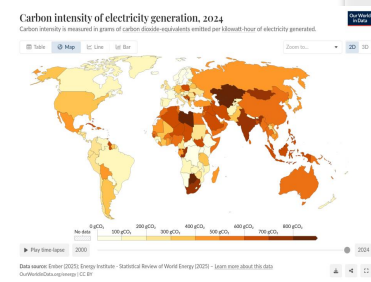 Carbon intensity of electricity generation, 2024
Carbon intensity is measured in grams of carbon dioxide-equivalents emitted per kilowatt-hour of electricity generated.
Our World
in Data
Table Map Line Bar
Zoom to... 2D 3D
0 gCO₂ 200 gCO₂ 400 gCO₂ 600 gCO₂ 800 gCO₂
No data 100 gCO₂ 300 gCO₂ 500 gCO₂ 700 gCO₂
Play time-lapse 2000 2024
Data source: Ember (2025); Energy Institute - Statistical Review of World Energy (2025) – Learn more about this data
OurWorldinData.org/energy | CC BY